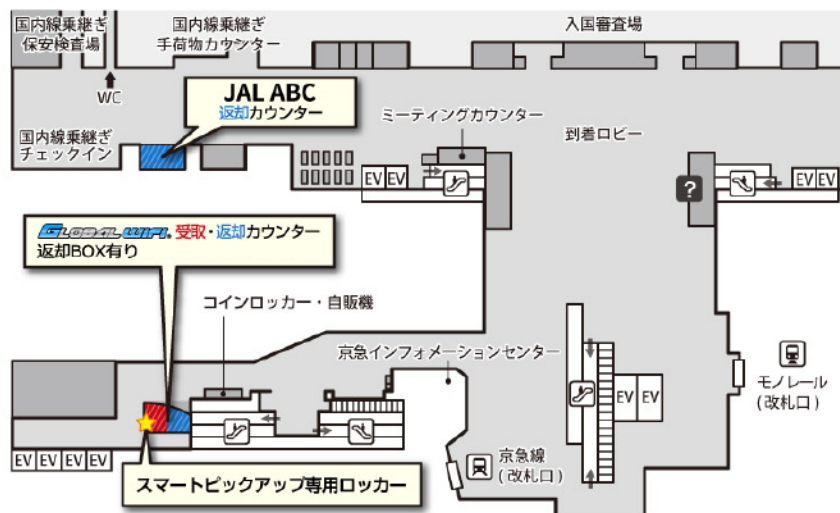 国内線乗継ぎ
保安検査場
国内線乗継ぎ
手荷物カウンター
入国審査場
WC
JAL ABC
返却カウンター
ミーティングカウンター
到着ロビー
国内線乗継ぎ
チェックイン
EV EV
?
EV EV
GLOBAL WIFI. 受取・返却カウンター
返却BOX有り
コインロッカー・自販機
京急インフォメーションセンター
モノレール
(改札口)
EV EV
京急線
(改札口)
EV EV EV EV
スマートピックアップ専用ロッカー